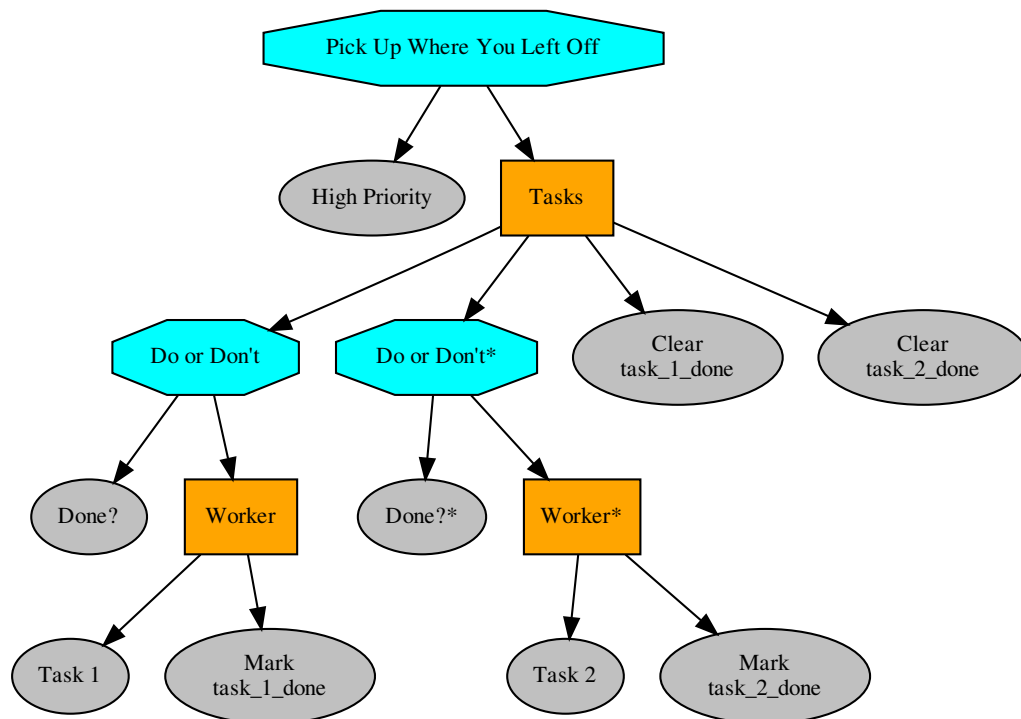 Pick Up Where You Left Off
High Priority
Tasks
Do or Don't
Do or Don't*
Clear
task_1_done
Clear
task_2_done
Done?
Worker
Done?*
Worker*
Task 1
Mark
task_1_done
Task 2
Mark
task_2_done